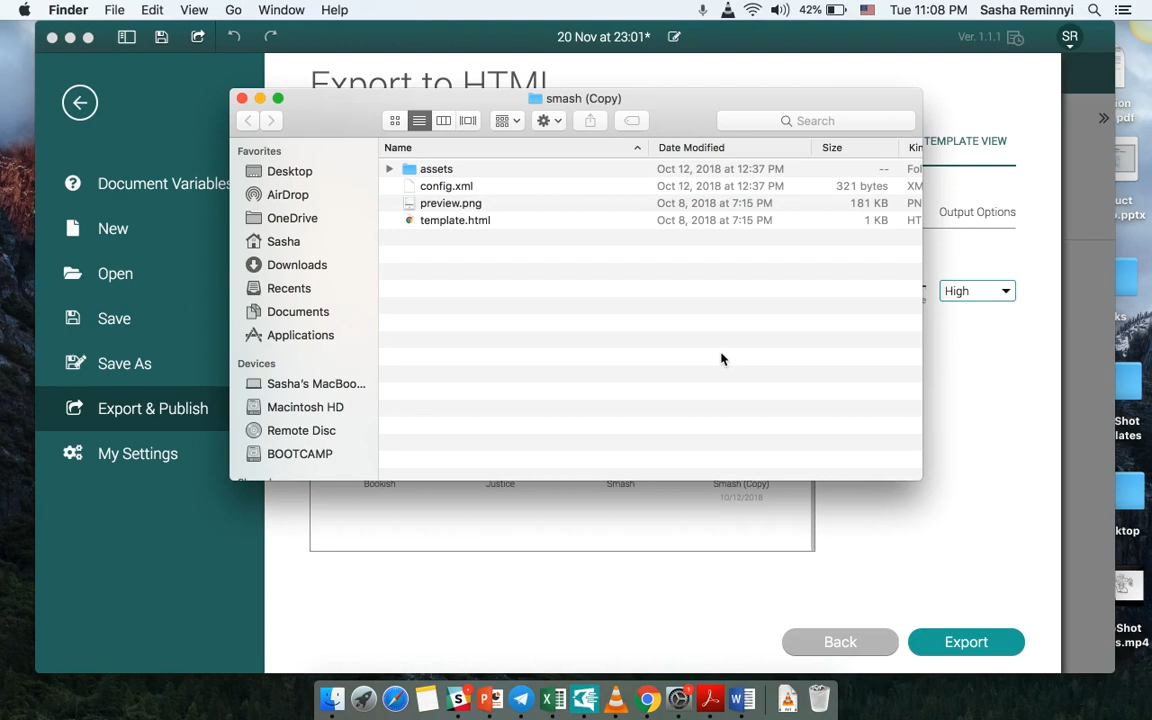 Finder File Edit View Go Window Help 42% Tue 11:08 PM Sasha Reminnyi
20 Nov at 23:01* Ver. 1.1.1 SR
Export to HTML
smash (Copy)
Search
Name Date Modified Size Kin
assets Oct 12, 2018 at 12:37 PM -- Fol
config.xml Oct 12, 2018 at 12:37 PM 321 bytes XM
preview.png Oct 8, 2018 at 7:15 PM 181 KB PN
template.html Oct 8, 2018 at 7:15 PM 1 KB HT
Favorites
Desktop
AirDrop
OneDrive
Sasha
Downloads
Recents
Documents
Applications
Devices
Sasha's MacBoo...
Macintosh HD
Remote Disc
BOOTCAMP
Document Variables
New
Open
Save
Save As
Export & Publish
My Settings
TEMPLATE VIEW
Output Options
High
Bookish Justice Smash Smash (Copy)
10/12/2018
Back Export
ion
pdf
uct
.pptx
ks
Shot
lates
ktop
Shot
s.mp4